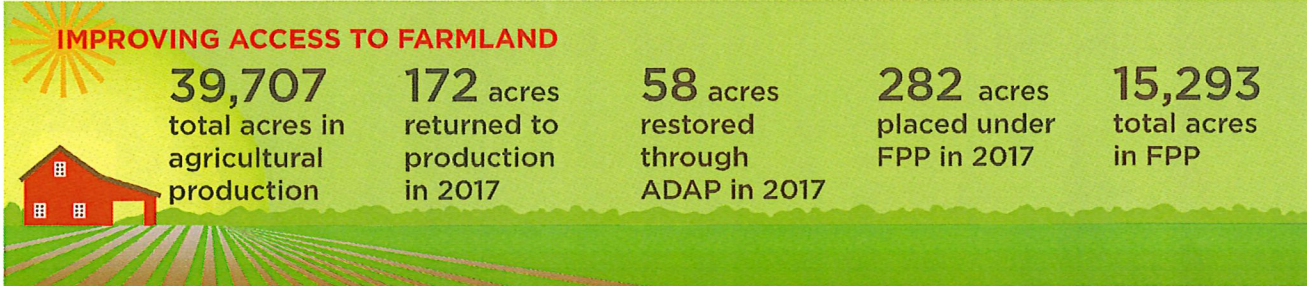 IMPROVING ACCESS TO FARMLAND
39,707
total acres in
agricultural
production
172 acres
returned to
production
in 2017
58 acres
restored
through
ADAP in 2017
282 acres
placed under
FPP in 2017
15,293
total acres
in FPP